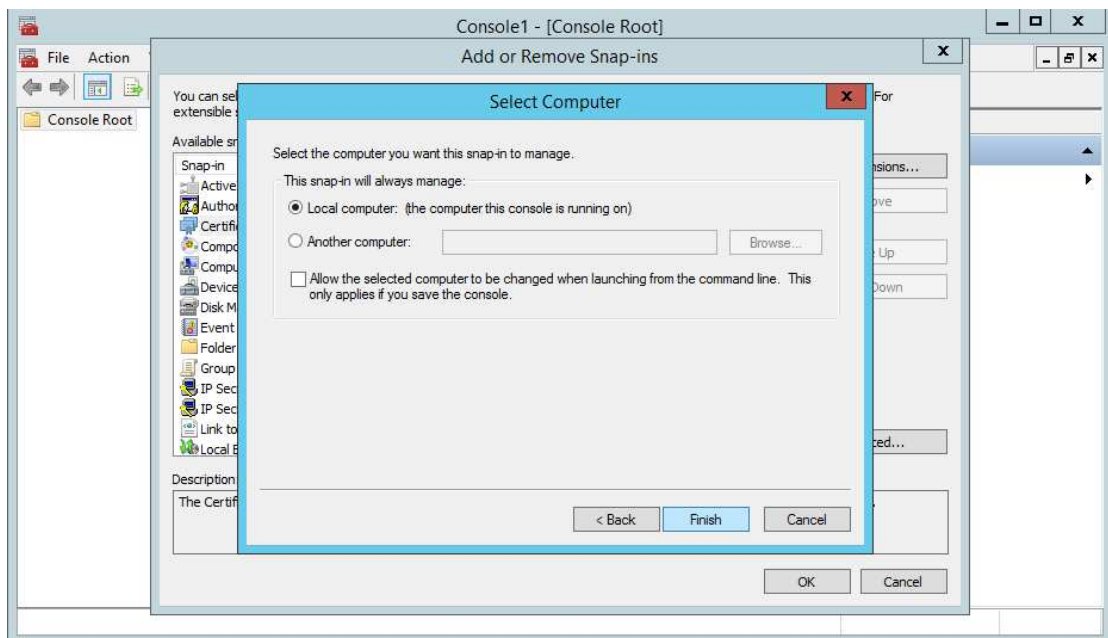 Console1 - [Console Root]
File Action
Add or Remove Snap-ins
You can sel
For
extensible
Select Computer
Console Root
Available sn
Snap-in
Active
Author
Certifi
Compo
Compu
Device
Disk M
Event
Folder
Group
IP Sec
IP Sec
Link to
Local B
Select the computer you want this snap-in to manage.
This snap-in will always manage:
Local computer: (the computer this console is running on)
Another computer:
Browse...
Allow the selected computer to be changed when launching from the command line. This
only applies if you save the console.
nsions...
ove
e Up
Down
ced...
Description
The Certif
< Back Finish Cancel
OK Cancel